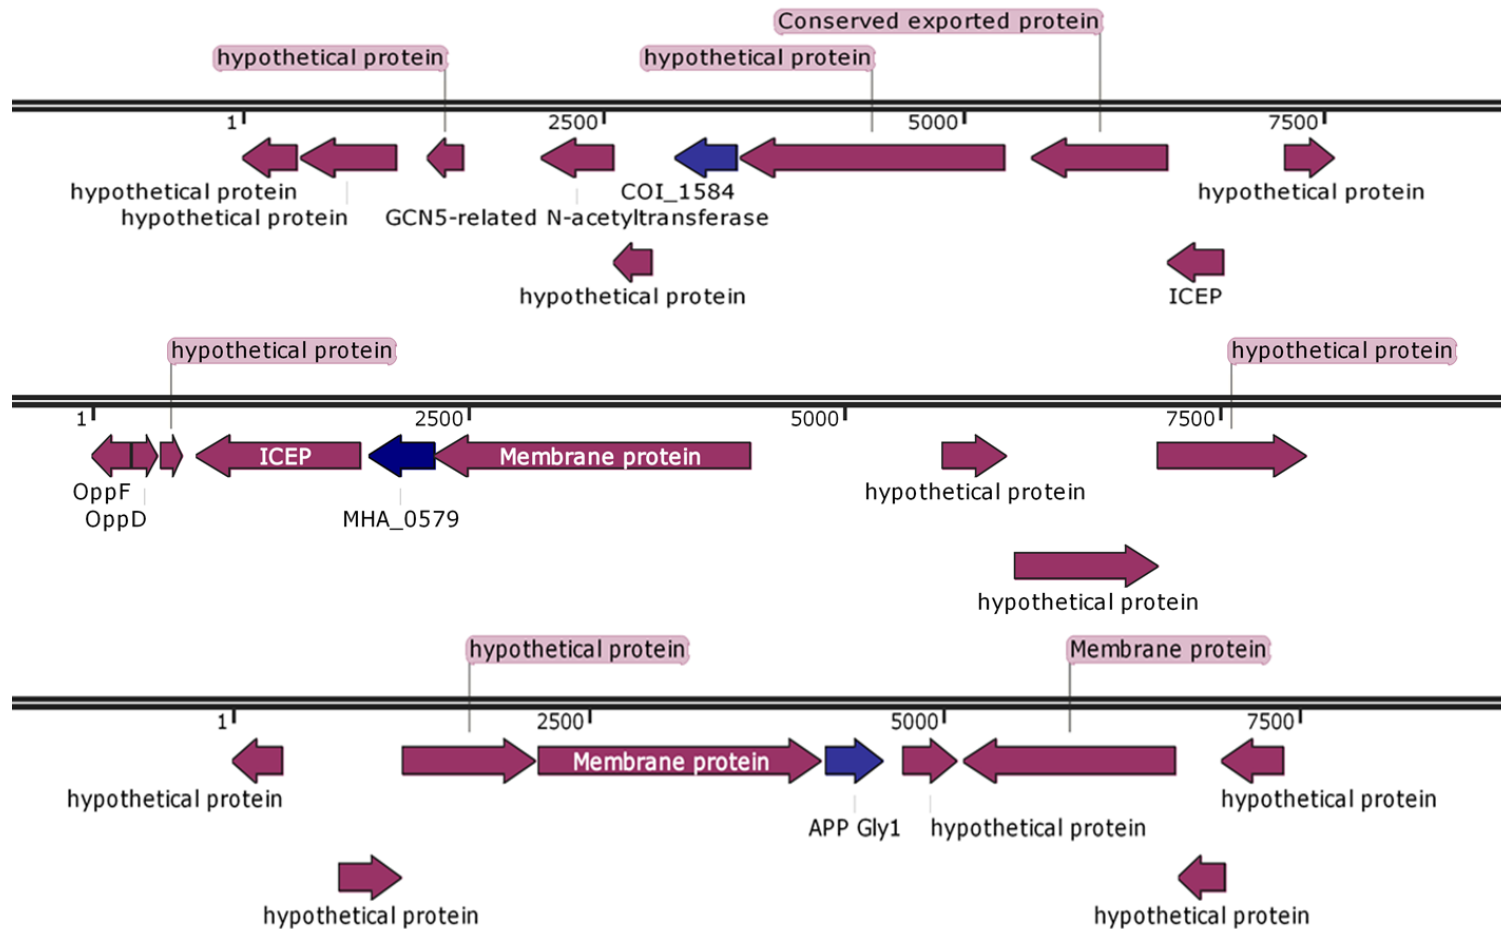 Conserved exported protein
hypothetical protein
hypothetical protein
1
2500
5000
7500
hypothetical protein
COI_1584
hypothetical protein
hypothetical protein
GCN5-related N-acetyltransferase
hypothetical protein
ICEP
hypothetical protein
hypothetical protein
1
2500
5000
7500
ICEP
Membrane protein
OppF
hypothetical protein
OppD
MHA_0579
hypothetical protein
hypothetical protein
Membrane protein
1
2500
5000
7500
Membrane protein
hypothetical protein
hypothetical protein
APP Gly1
hypothetical protein
hypothetical protein
hypothetical protein